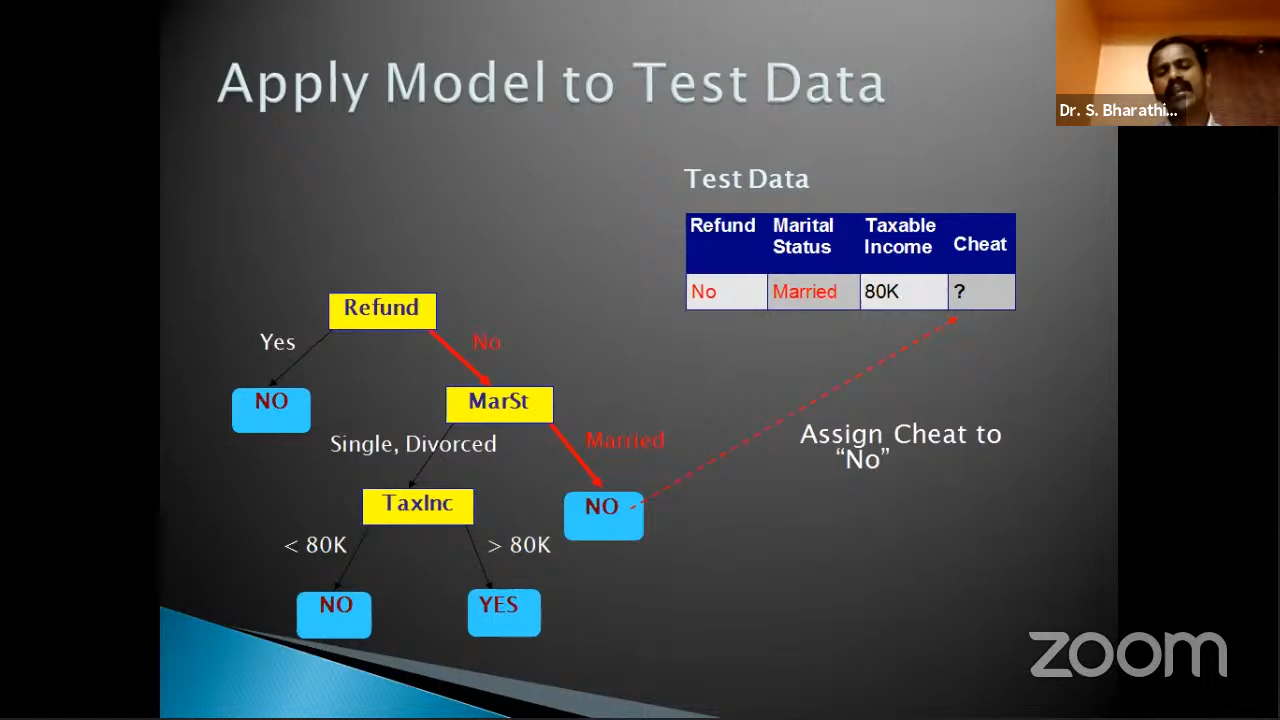 Apply Model to Test Data
Dr. S. Bharathi...
Test Data
Refund Marital Status Taxable Income Cheat
No Married 80K ?
Refund
Yes No
NO
MarSt
Single, Divorced Married
TaxInc
NO
< 80K > 80K
NO YES
Assign Cheat to
“No”
zoom